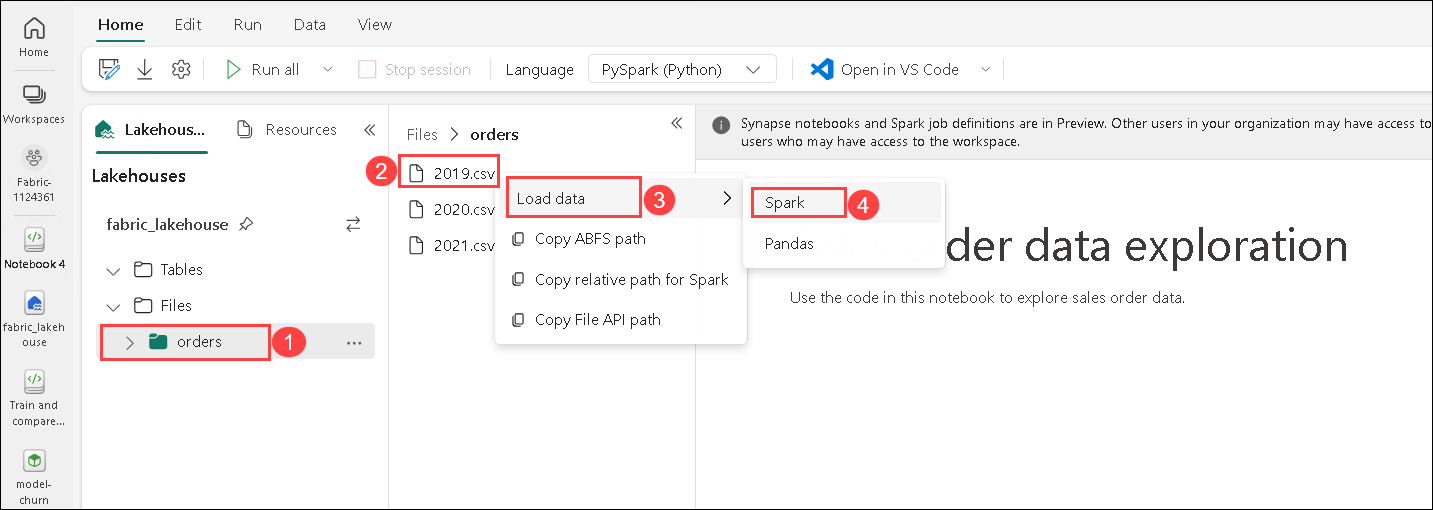 Home Edit Run Data View
Run all Stop session Language PySpark (Python) Open in VS Code
Home
Workspaces
Fabric-
1124361
Notebook 4
fabric_lakeh
ouse
Train and
compare...
model-
churn
Lakehous... Resources
Lakehouses
fabric_lakehouse
Tables
Files
orders 1
Files > orders
2 2019.csv
2020.csv
2021.csv
Load data 3
Copy ABFS path
Copy relative path for Spark
Copy File API path
Spark 4
Pandas
Synapse notebooks and Spark job definitions are in Preview. Other users in your organization may have access to
users who may have access to the workspace.
der data exploration
Use the code in this notebook to explore sales order data.